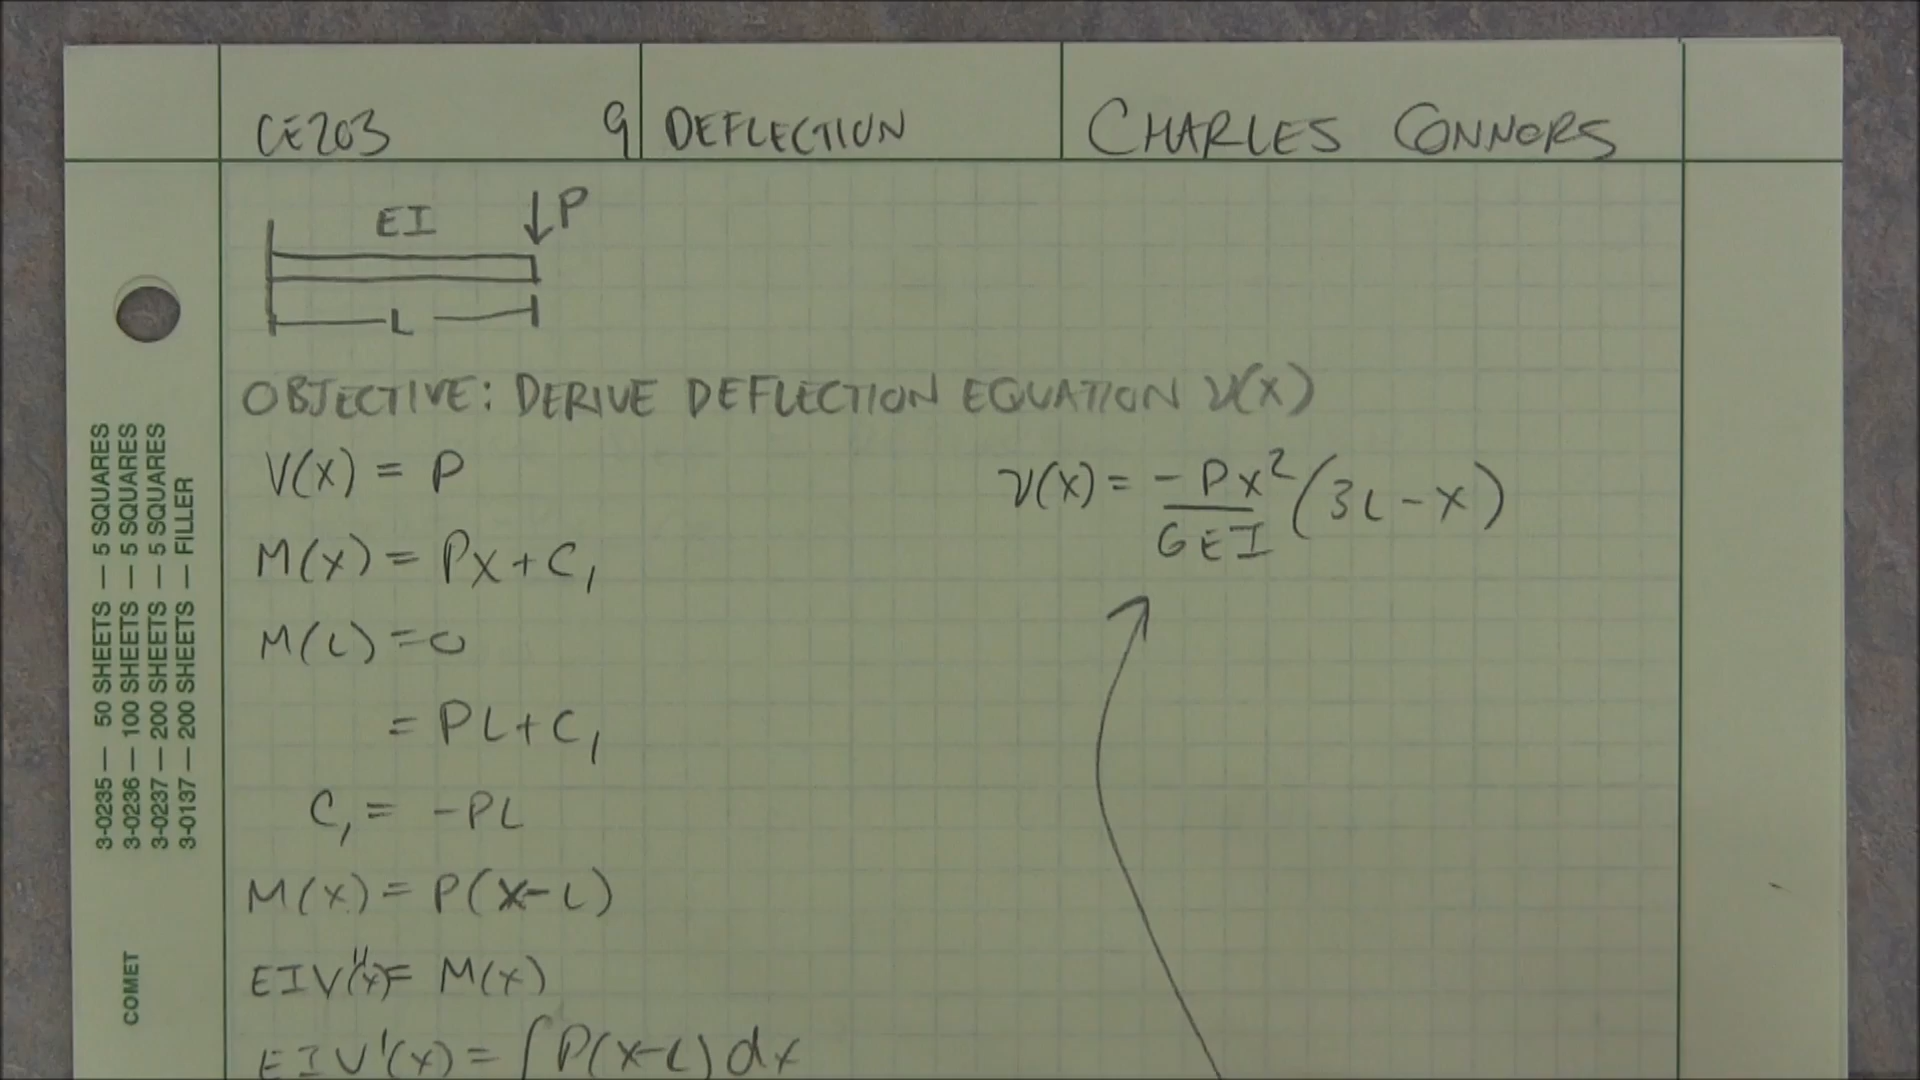 CE203 9 DEFLECTION CHARLES CONNORS
EI ↓P
L
OBJECTIVE: DERIVE DEFLECTION EQUATION v(x)
V(x) = P
M(x) = Px + C₁
M(L) = 0
= PL + C₁
C₁ = -PL
M(x) = P(x-L)
EIV''(x) = M(x)
EIV'(x) = ∫P(x-L)dx
v(x) = -Px²/6EI (3L-x)
3-0235 — 50 SHEETS — 5 SQUARES
3-0236 — 100 SHEETS — 5 SQUARES
3-0237 — 200 SHEETS — 5 SQUARES
3-0137 — 200 SHEETS — FILLER
COMET